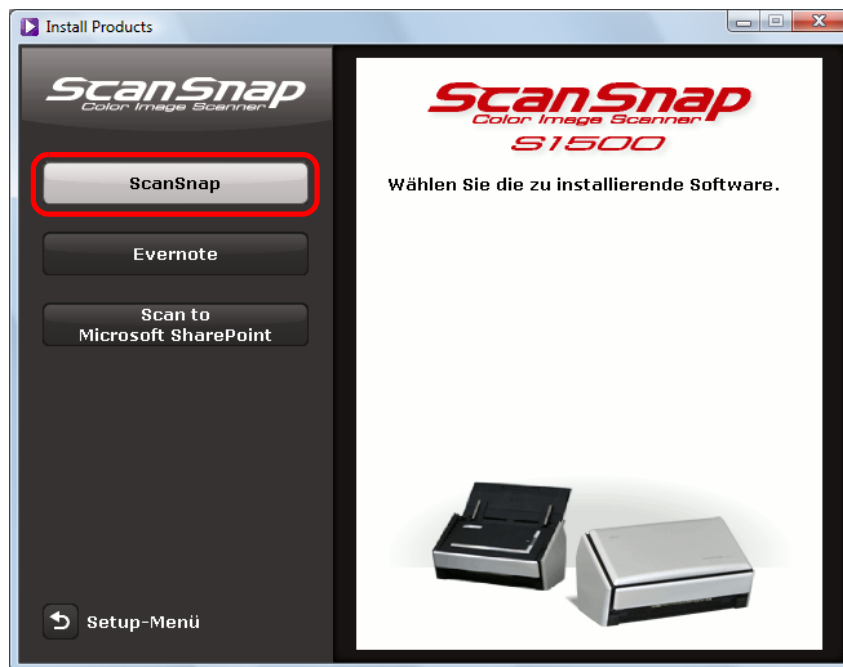 Install Products
ScanSnap
Color Image Scanner
ScanSnap
Evernote
Scan to
Microsoft SharePoint
Setup-Menü
ScanSnap
Color Image Scanner
S1500
Wählen Sie die zu installierende Software.